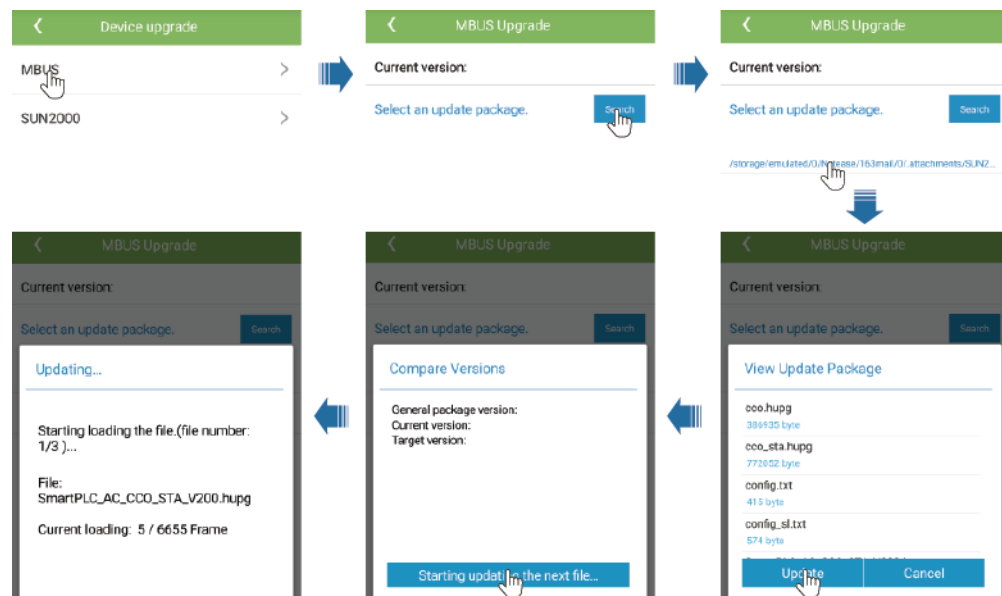 Device upgrade
MBUS
SUN2000
MBUS Upgrade
Current version:
Select an update package.
Search
MBUS Upgrade
Current version:
Select an update package.
Search
/storage/emulated/0/Netease/163mail/0/.attachments/SUN2...
MBUS Upgrade
Current version:
Select an update package.
Search
View Update Package
cco.hupg
386935 byte
cco_sta.hupg
772052 byte
config.txt
415 byte
config_sl.txt
574 byte
Update
Cancel
MBUS Upgrade
Current version:
Select an update package.
Search
Compare Versions
General package version:
Current version:
Target version:
Starting updating the next file...
MBUS Upgrade
Current version:
Select an update package.
Search
Updating...
Starting loading the file.(file number:
1/3 )...
File:
SmartPLC_AC_CCO_STA_V200.hupg
Current loading: 5 / 6655 Frame